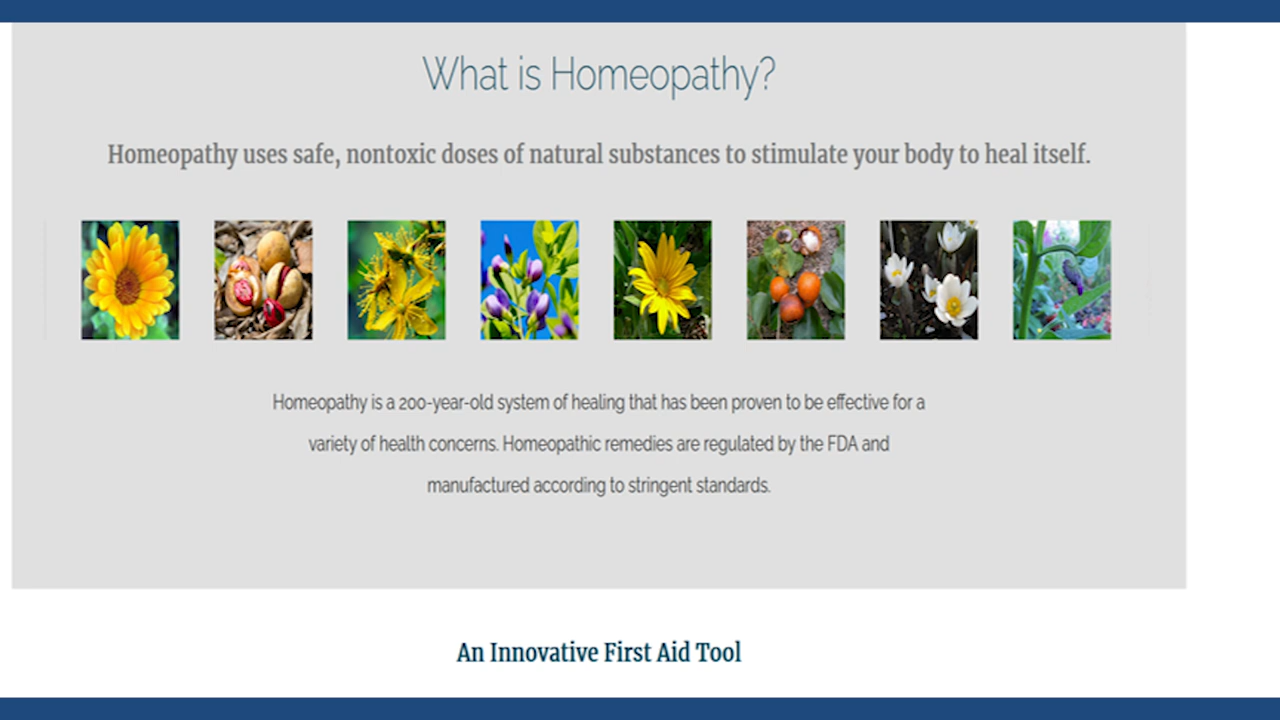 What is Homeopathy?
Homeopathy uses safe, nontoxic doses of natural substances to stimulate your body to heal itself.
Homeopathy is a 200-year-old system of healing that has been proven to be effective for a
variety of health concerns. Homeopathic remedies are regulated by the FDA and
manufactured according to stringent standards.
An Innovative First Aid Tool